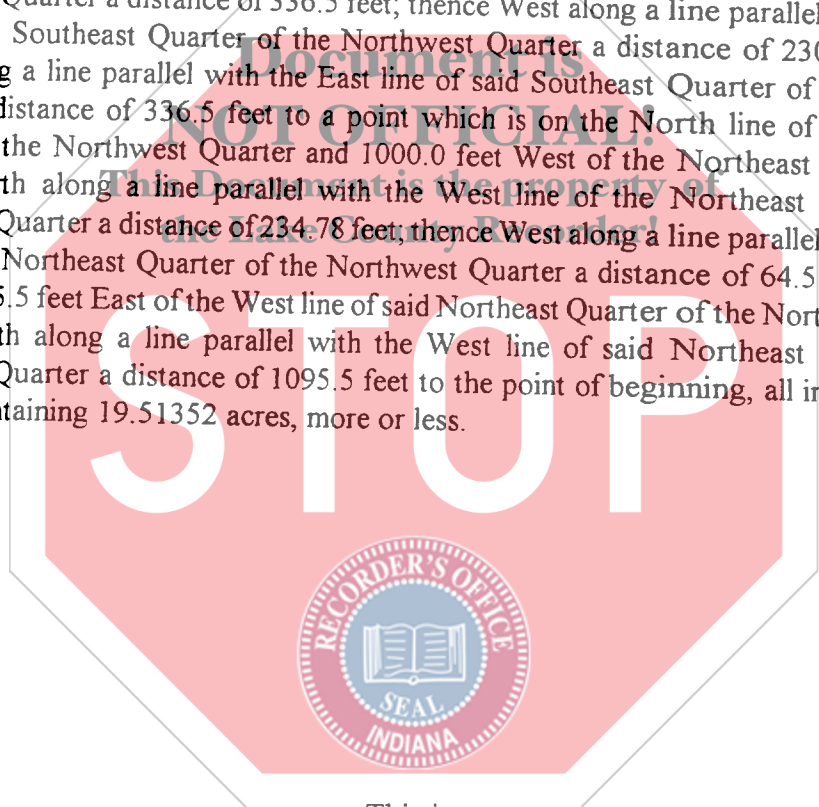 Quarter a distance of 336.5 feet; thence West along a line parallel
Southeast Quarter of the Northwest Quarter a distance of 230
g a line parallel with the East line of said Southeast Quarter of
distance of 336.5 feet to a point which is on the North line of
the Northwest Quarter and 1000.0 feet West of the Northeast
th along a line parallel with the West line of the Northeast
Quarter a distance of 234.78 feet; thence West along a line parallel
Northeast Quarter of the Northwest Quarter a distance of 64.5
5.5 feet East of the West line of said Northeast Quarter of the Nort
th along a line parallel with the West line of said Northeast
Quarter a distance of 1095.5 feet to the point of beginning, all in
taining 19.51352 acres, more or less.
Document is
NOT OFFICIAL!
This Document is the property of
the Lake County Recorder!
STOP
RECORDER'S OFFICE
SEAL
INDIANA